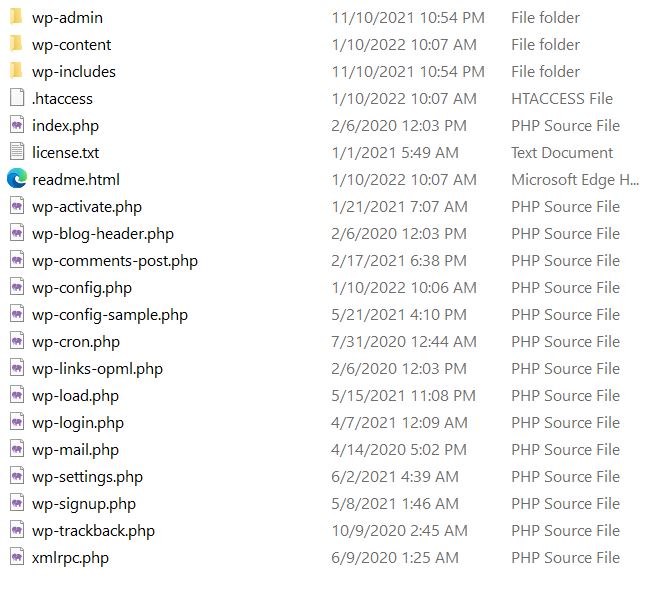 wp-admin 11/10/2021 10:54 PM File folder
wp-content 1/10/2022 10:07 AM File folder
wp-includes 11/10/2021 10:54 PM File folder
.htaccess 1/10/2022 10:07 AM HTACCESS File
index.php 2/6/2020 12:03 PM PHP Source File
license.txt 1/1/2021 5:49 AM Text Document
readme.html 1/10/2022 10:07 AM Microsoft Edge H...
wp-activate.php 1/21/2021 7:07 AM PHP Source File
wp-blog-header.php 2/6/2020 12:03 PM PHP Source File
wp-comments-post.php 2/17/2021 6:38 PM PHP Source File
wp-config.php 1/10/2022 10:06 AM PHP Source File
wp-config-sample.php 5/21/2021 4:10 PM PHP Source File
wp-cron.php 7/31/2020 12:44 AM PHP Source File
wp-links-opml.php 2/6/2020 12:03 PM PHP Source File
wp-load.php 5/15/2021 11:08 PM PHP Source File
wp-login.php 4/7/2021 12:09 AM PHP Source File
wp-mail.php 4/14/2020 5:02 PM PHP Source File
wp-settings.php 6/2/2021 4:39 AM PHP Source File
wp-signup.php 5/8/2021 1:46 AM PHP Source File
wp-trackback.php 10/9/2020 2:45 AM PHP Source File
xmlrpc.php 6/9/2020 1:25 AM PHP Source File